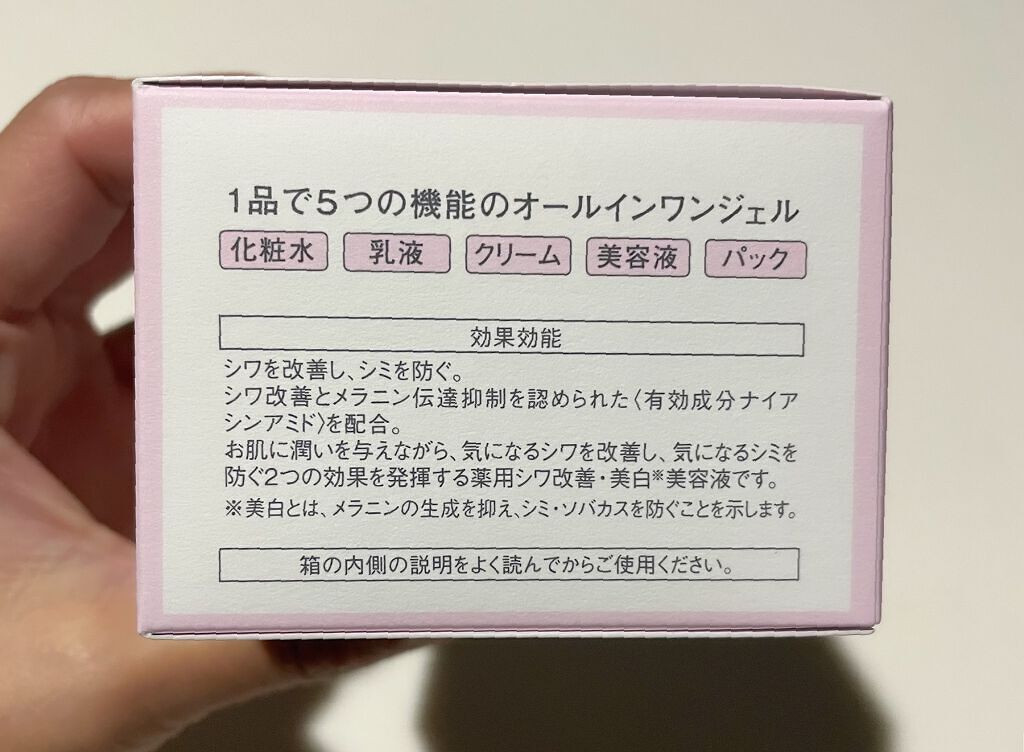 1品で5つの機能のオールインワンジェル
化粧水 乳液 クリーム 美容液 パック
効果効能
シワを改善し、シミを防ぐ。
シワ改善とメラニン伝達抑制を認められた〈有効成分ナイア
シンアミド〉を配合。
お肌に潤いを与えながら、気になるシワを改善し、気になるシミを
防ぐ2つの効果を発揮する薬用シワ改善・美白※美容液です。
※美白とは、メラニンの生成を抑え、シミ・ソバカスを防ぐことを示します。
箱の内側の説明をよく読んでからご使用ください。